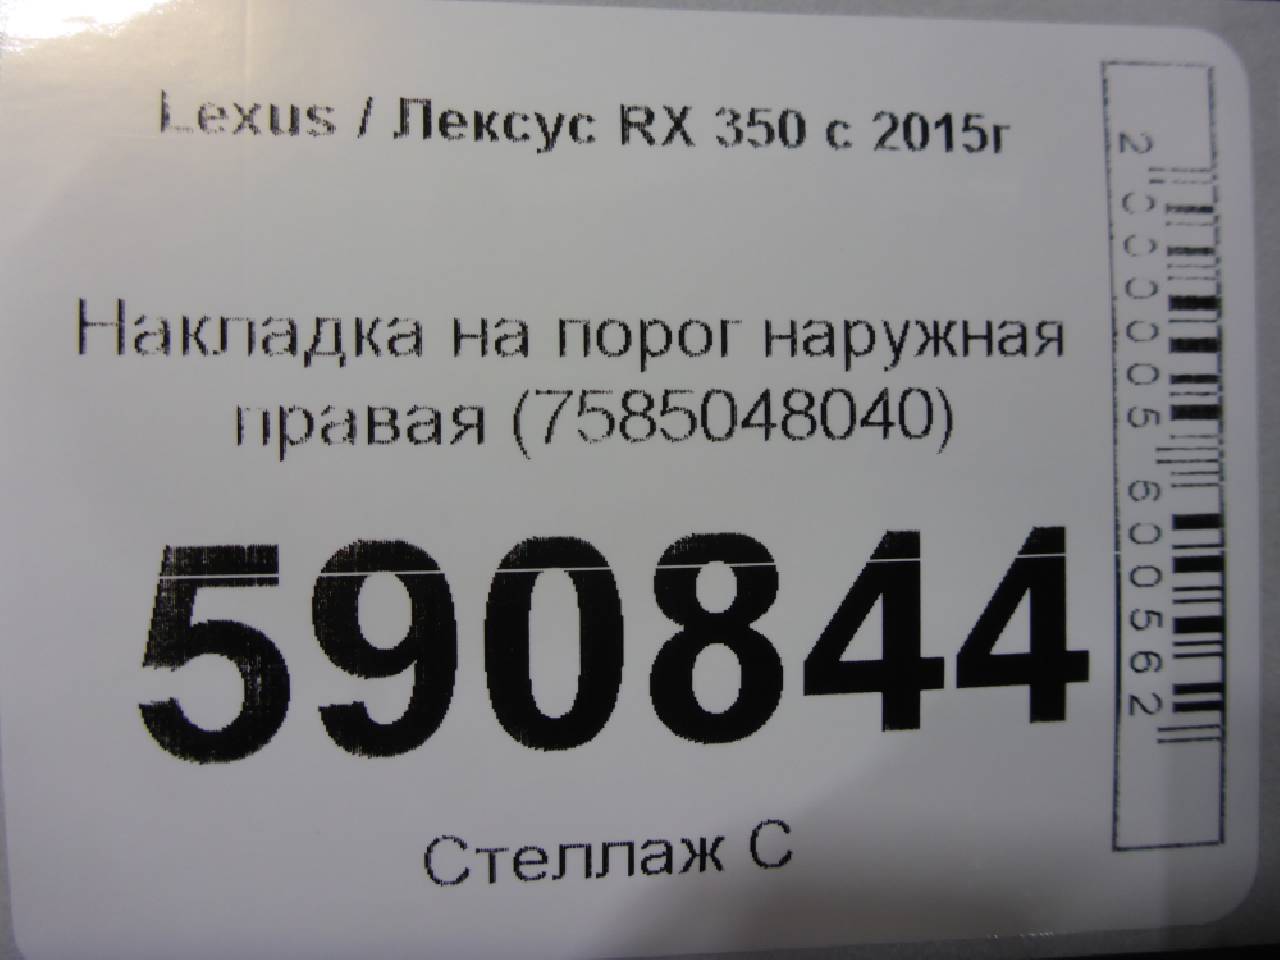 Lexus / Лексус RX 350 с 2015г
Накладка на порог наружная
правая (7585048040)
590844
Стеллаж С
2000005600562